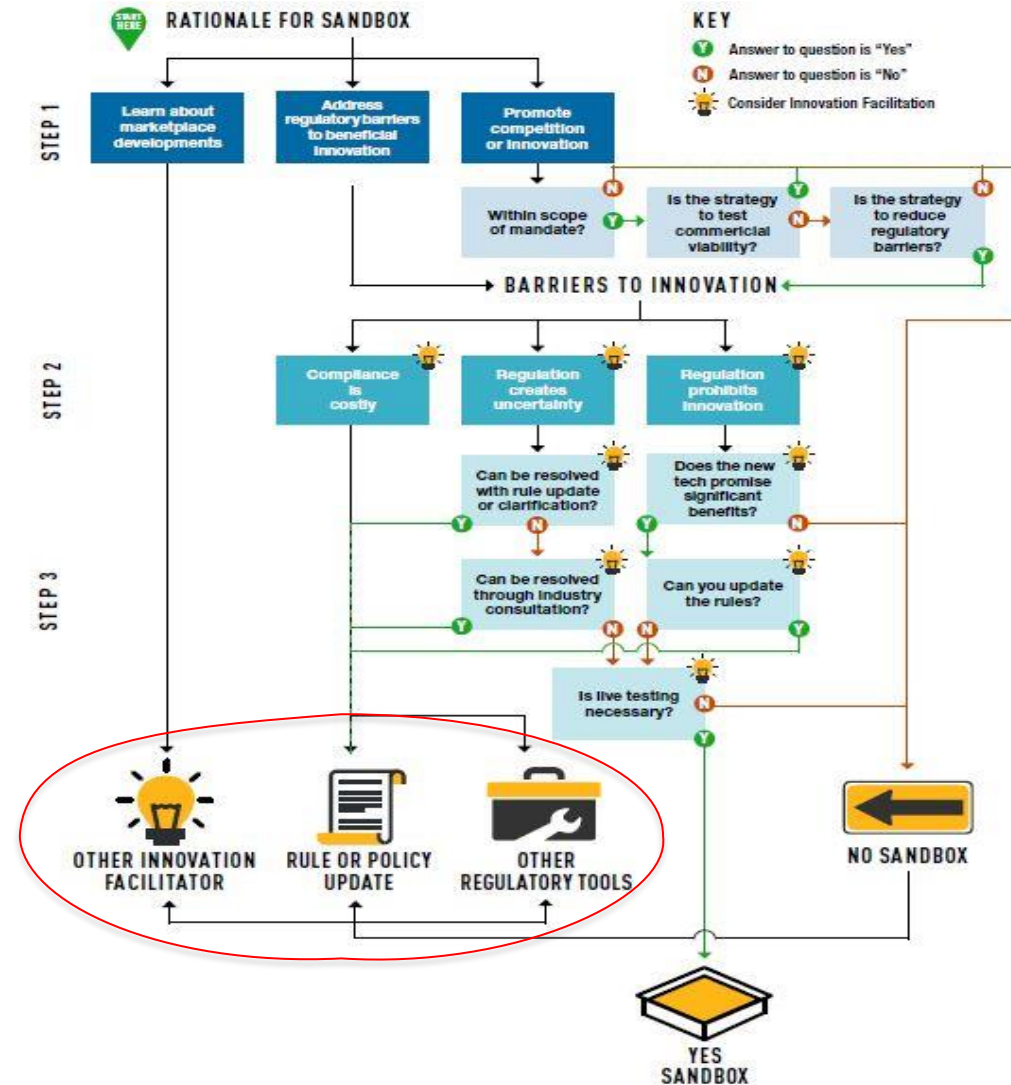 START
HERE
RATIONALE FOR SANDBOX
KEY
Y Answer to question is "Yes"
N Answer to question is "No"
Consider Innovation Facilitation
STEP 1
Learn about
marketplace
developments
Address
regulatory barriers
to beneficial
innovation
Promote
competition
or innovation
N
Within scope
of mandate?
Y
Y
Is the strategy
to test
commericial
viability?
N
N
Is the strategy
to reduce
regulatory
barriers?
Y
BARRIERS TO INNOVATION
STEP 2
Compliance
is
costly
Regulation
creates
uncertainty
Regulation
prohibits
innovation
Can be resolved
with rule update
or clarification?
Y
N
Does the new
tech promise
significant
benefits?
Y
N
STEP 3
Can be resolved
through industry
consultation?
Y
N
Can you update
the rules?
N
Y
Is live testing
necessary?
N
Y
OTHER INNOVATION
FACILITATOR
RULE OR POLICY
UPDATE
OTHER
REGULATORY TOOLS
NO SANDBOX
YES
SANDBOX